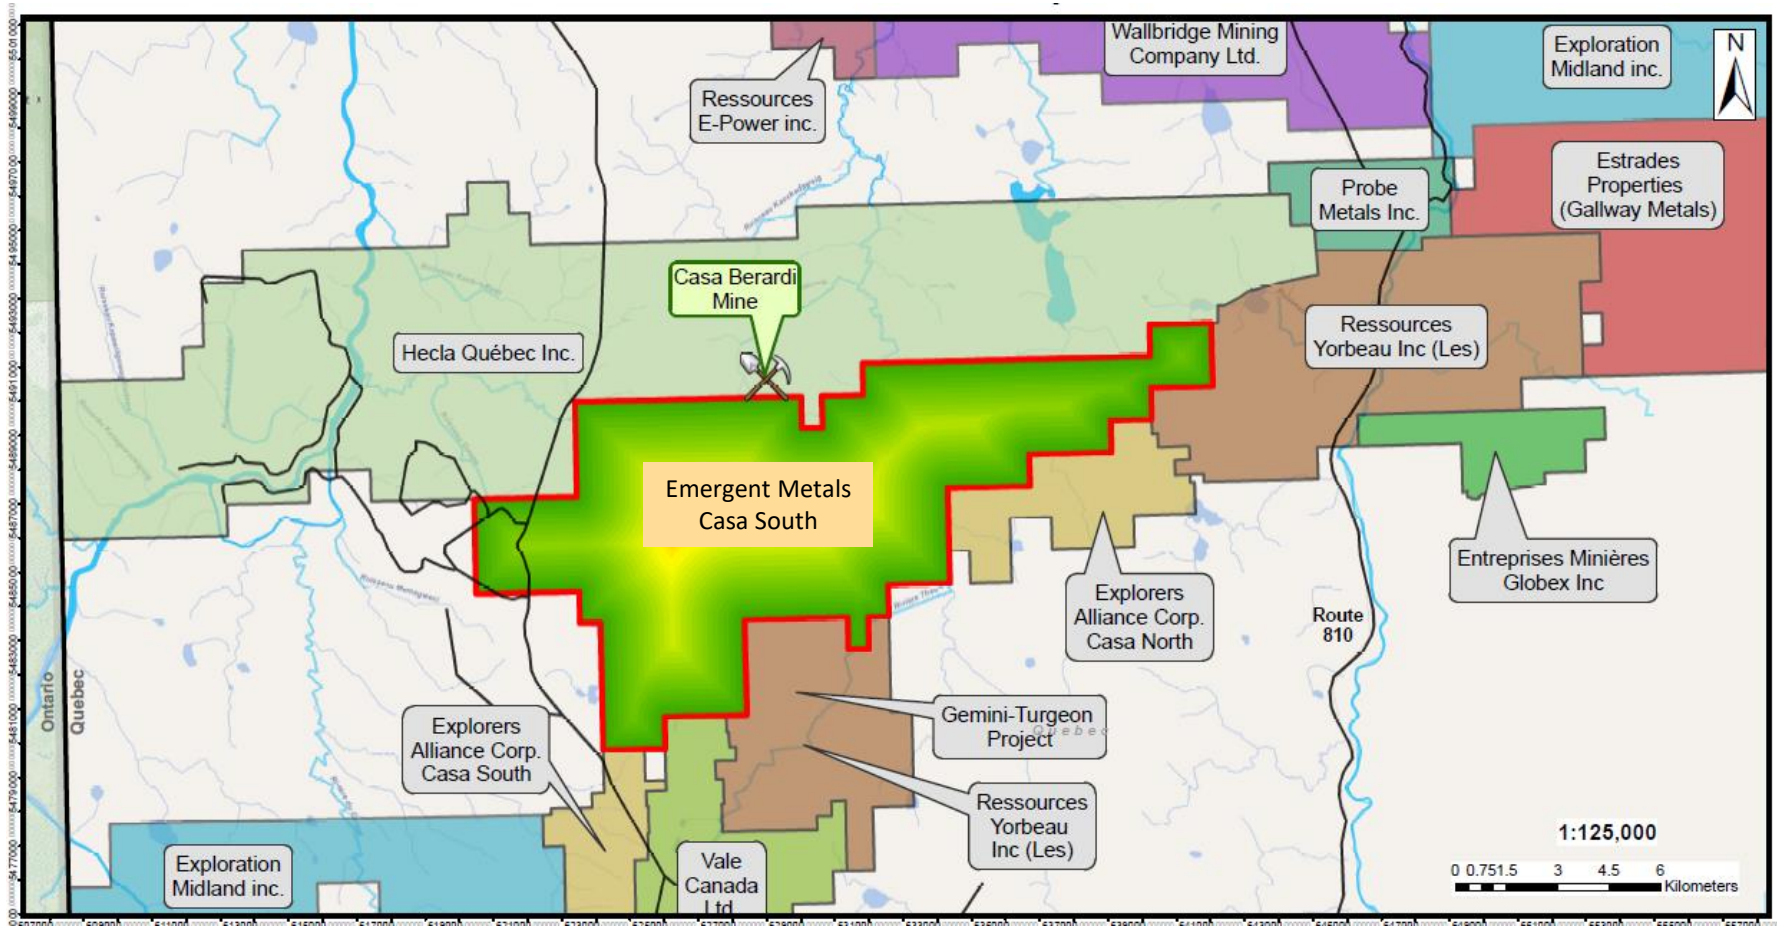 Wallbridge Mining
Company Ltd.
Exploration
Midland inc.
N
Ressources
E-Power inc.
Estrades
Properties
(Gallway Metals)
Probe
Metals Inc.
Casa Berardi
Mine
Hecla Québec Inc.
Ressources
Yorbeau Inc (Les)
Emergent Metals
Casa South
Entreprises Minières
Globex Inc
Explorers
Alliance Corp.
Casa North
Route
810
Ontario
Quebec
Gemini-Turgeon
Project
Quebec
Explorers
Alliance Corp.
Casa South
Ressources
Yorbeau
Inc (Les)
Exploration
Midland inc.
Vale
Canada
Ltd
1:125,000
0 0.75 1.5 3 4.5 6
Kilometers